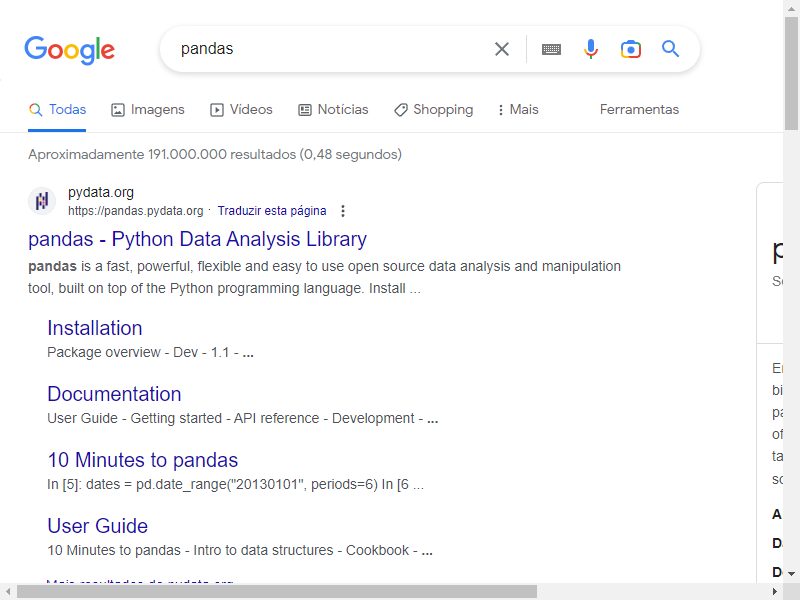 Google
pandas
Todas
Imagens
Vídeos
Notícias
Shopping
Mais
Ferramentas
Aproximadamente 191.000.000 resultados (0,48 segundos)
pydata.org
https://pandas.pydata.org · Traduzir esta página
pandas - Python Data Analysis Library
pandas is a fast, powerful, flexible and easy to use open source data analysis and manipulation
tool, built on top of the Python programming language. Install ...
Installation
Package overview - Dev - 1.1 - ...
Documentation
User Guide - Getting started - API reference - Development - ...
10 Minutes to pandas
In [5]: dates = pd.date_range("20130101", periods=6) In [6 ...
User Guide
10 Minutes to pandas - Intro to data structures - Cookbook - ...
Mais resultados de pydata.org